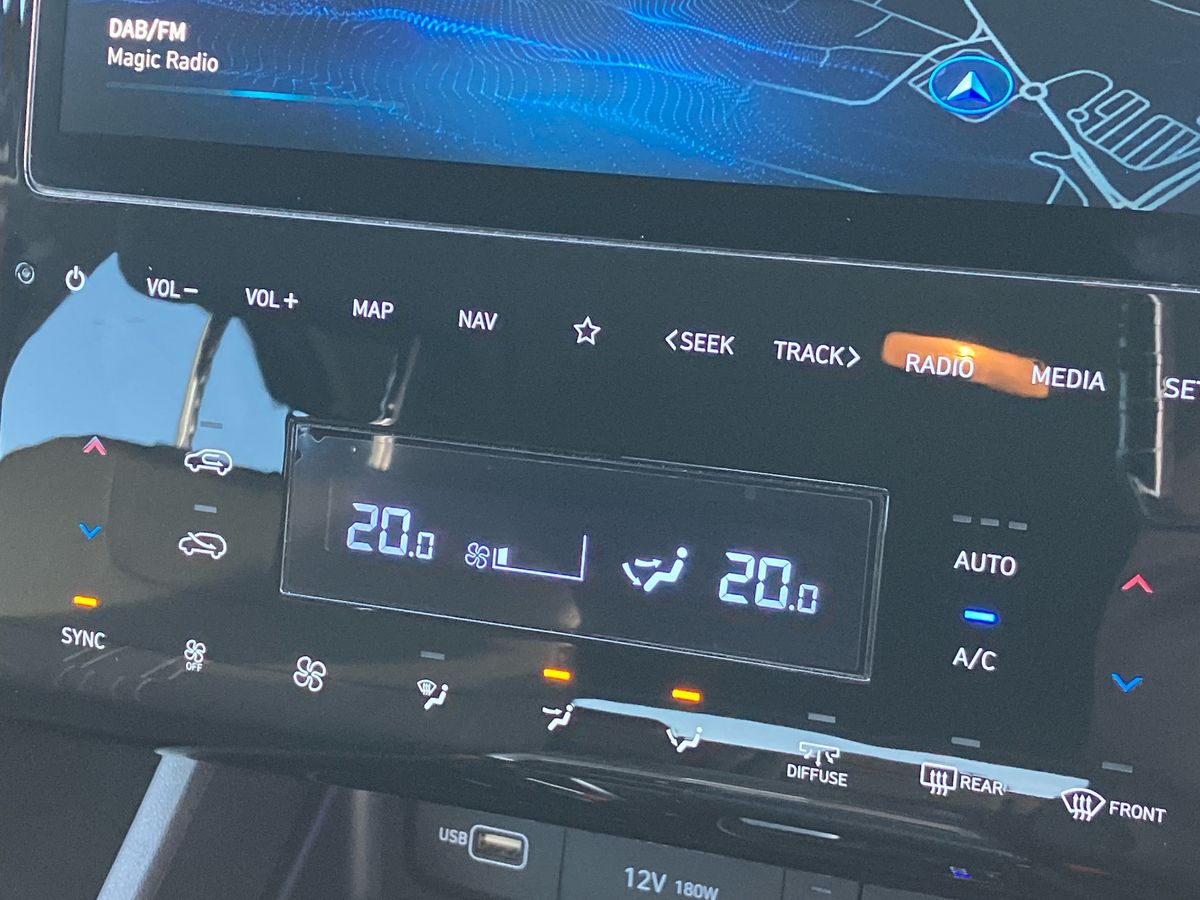 DAB/FM
Magic Radio
VOL− VOL+ MAP NAV <SEEK TRACK> RADIO MEDIA SET
20.0 20.0
AUTO
A/C
SYNC
OFF
DIFFUSE REAR FRONT
USB
12V 180W